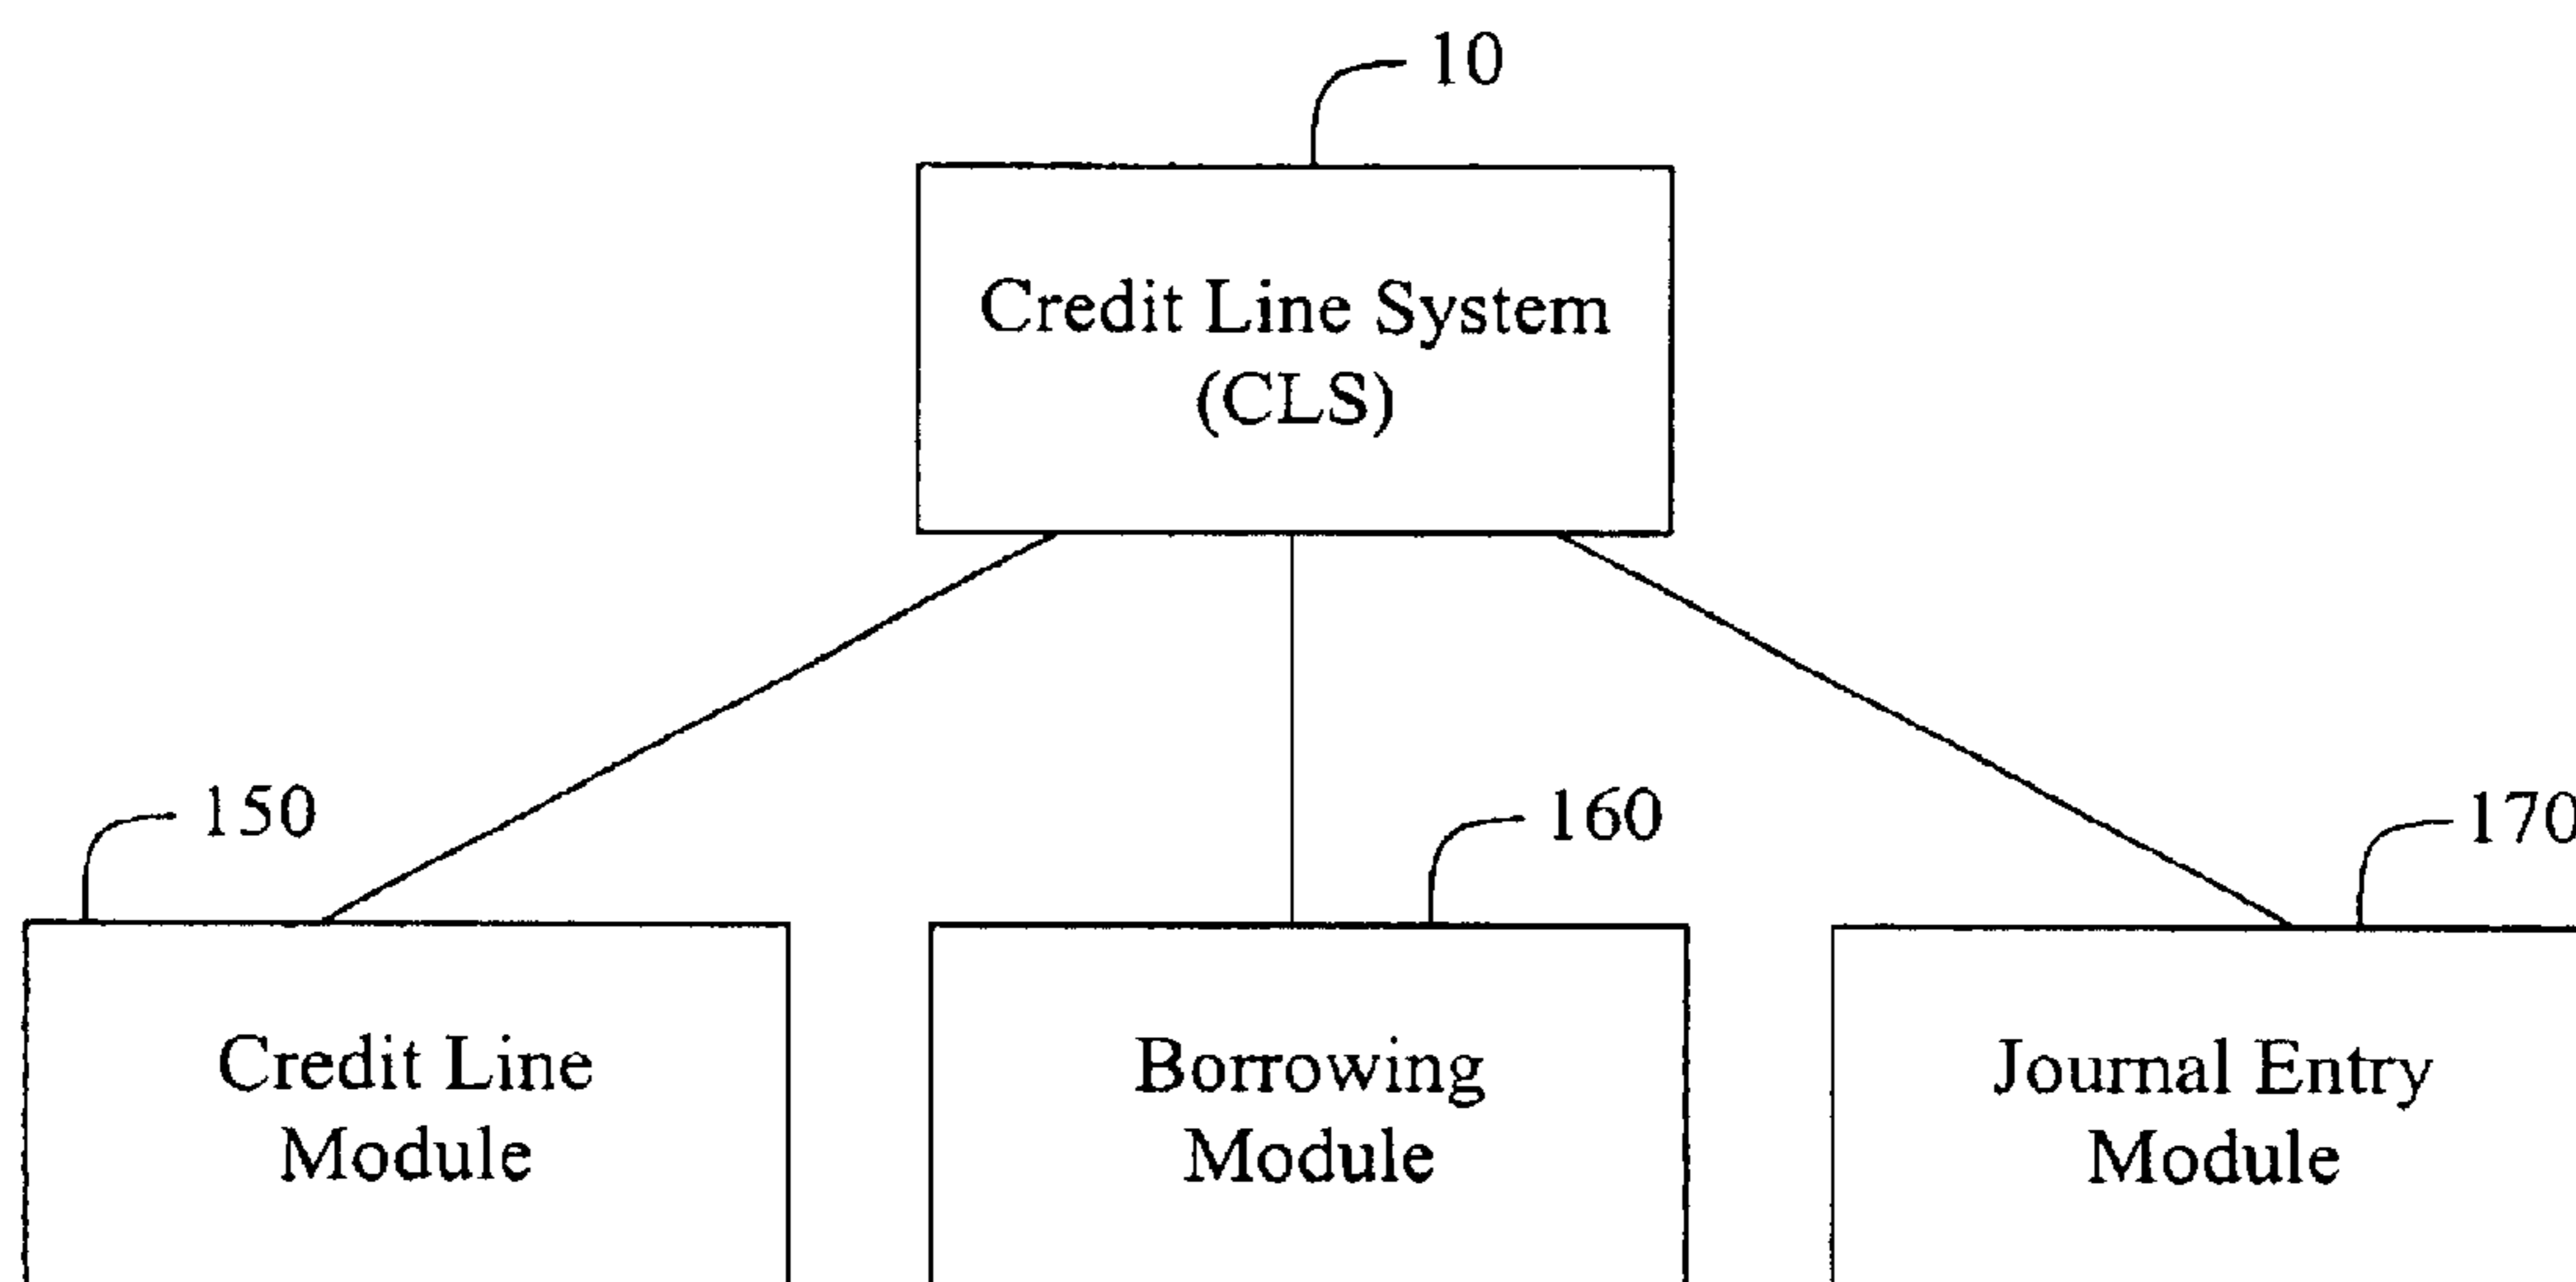 10
Credit Line System
(CLS)
150
160
170
Credit Line
Module
Borrowing
Module
Journal Entry
Module